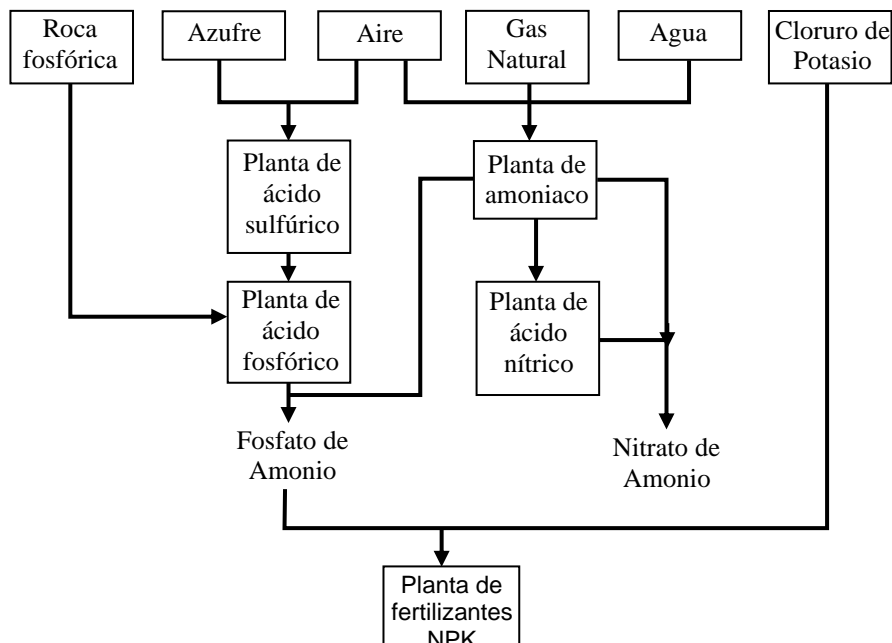 Roca
fosfórica
Azufre
Aire
Gas
Natural
Agua
Cloruro de
Potasio
Planta de
ácido
sulfúrico
Planta de
amoniaco
Planta de
ácido
fosfórico
Planta de
ácido
nítrico
Fosfato de
Amonio
Nitrato de
Amonio
Planta de
fertilizantes
NPK